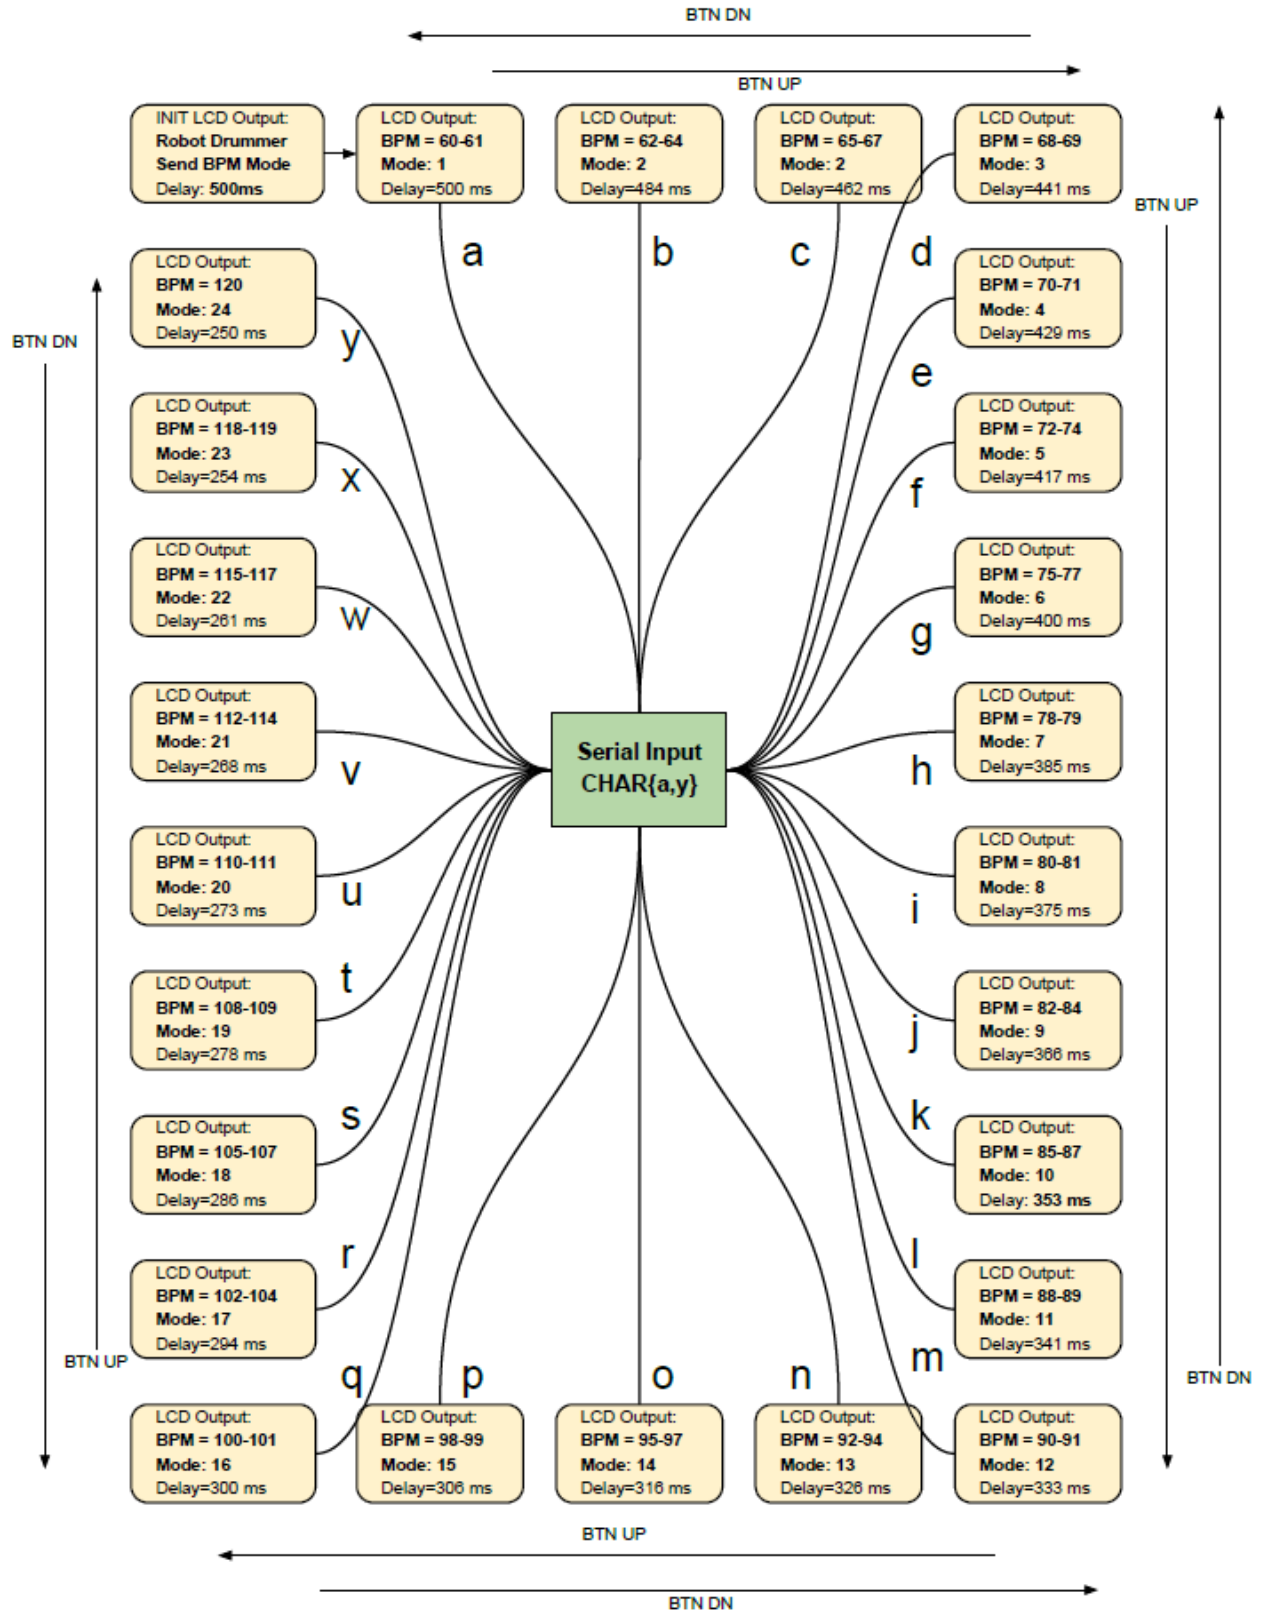 BTN DN
BTN UP
INIT LCD Output:
Robot Drummer
Send BPM Mode
Delay: 500ms
LCD Output:
BPM = 60-61
Mode: 1
Delay=500 ms
LCD Output:
BPM = 62-64
Mode: 2
Delay=484 ms
LCD Output:
BPM = 65-67
Mode: 2
Delay=462 ms
LCD Output:
BPM = 68-69
Mode: 3
Delay=441 ms
BTN UP
a
b
c
d
LCD Output:
BPM = 120
Mode: 24
Delay=250 ms
y
LCD Output:
BPM = 70-71
Mode: 4
Delay=429 ms
e
BTN DN
LCD Output:
BPM = 118-119
Mode: 23
Delay=254 ms
x
LCD Output:
BPM = 72-74
Mode: 5
Delay=417 ms
f
LCD Output:
BPM = 115-117
Mode: 22
Delay=261 ms
w
LCD Output:
BPM = 75-77
Mode: 6
Delay=400 ms
g
LCD Output:
BPM = 112-114
Mode: 21
Delay=268 ms
v
Serial Input
CHAR{a,y}
LCD Output:
BPM = 78-79
Mode: 7
Delay=385 ms
h
LCD Output:
BPM = 110-111
Mode: 20
Delay=273 ms
u
LCD Output:
BPM = 80-81
Mode: 8
Delay=375 ms
i
LCD Output:
BPM = 108-109
Mode: 19
Delay=278 ms
t
LCD Output:
BPM = 82-84
Mode: 9
Delay=366 ms
j
LCD Output:
BPM = 105-107
Mode: 18
Delay=286 ms
s
LCD Output:
BPM = 85-87
Mode: 10
Delay: 353 ms
k
LCD Output:
BPM = 102-104
Mode: 17
Delay=294 ms
r
LCD Output:
BPM = 88-89
Mode: 11
Delay=341 ms
l
BTN UP
BTN DN
q
p
o
n
m
LCD Output:
BPM = 100-101
Mode: 16
Delay=300 ms
LCD Output:
BPM = 98-99
Mode: 15
Delay=306 ms
LCD Output:
BPM = 95-97
Mode: 14
Delay=316 ms
LCD Output:
BPM = 92-94
Mode: 13
Delay=326 ms
LCD Output:
BPM = 90-91
Mode: 12
Delay=333 ms
BTN UP
BTN DN